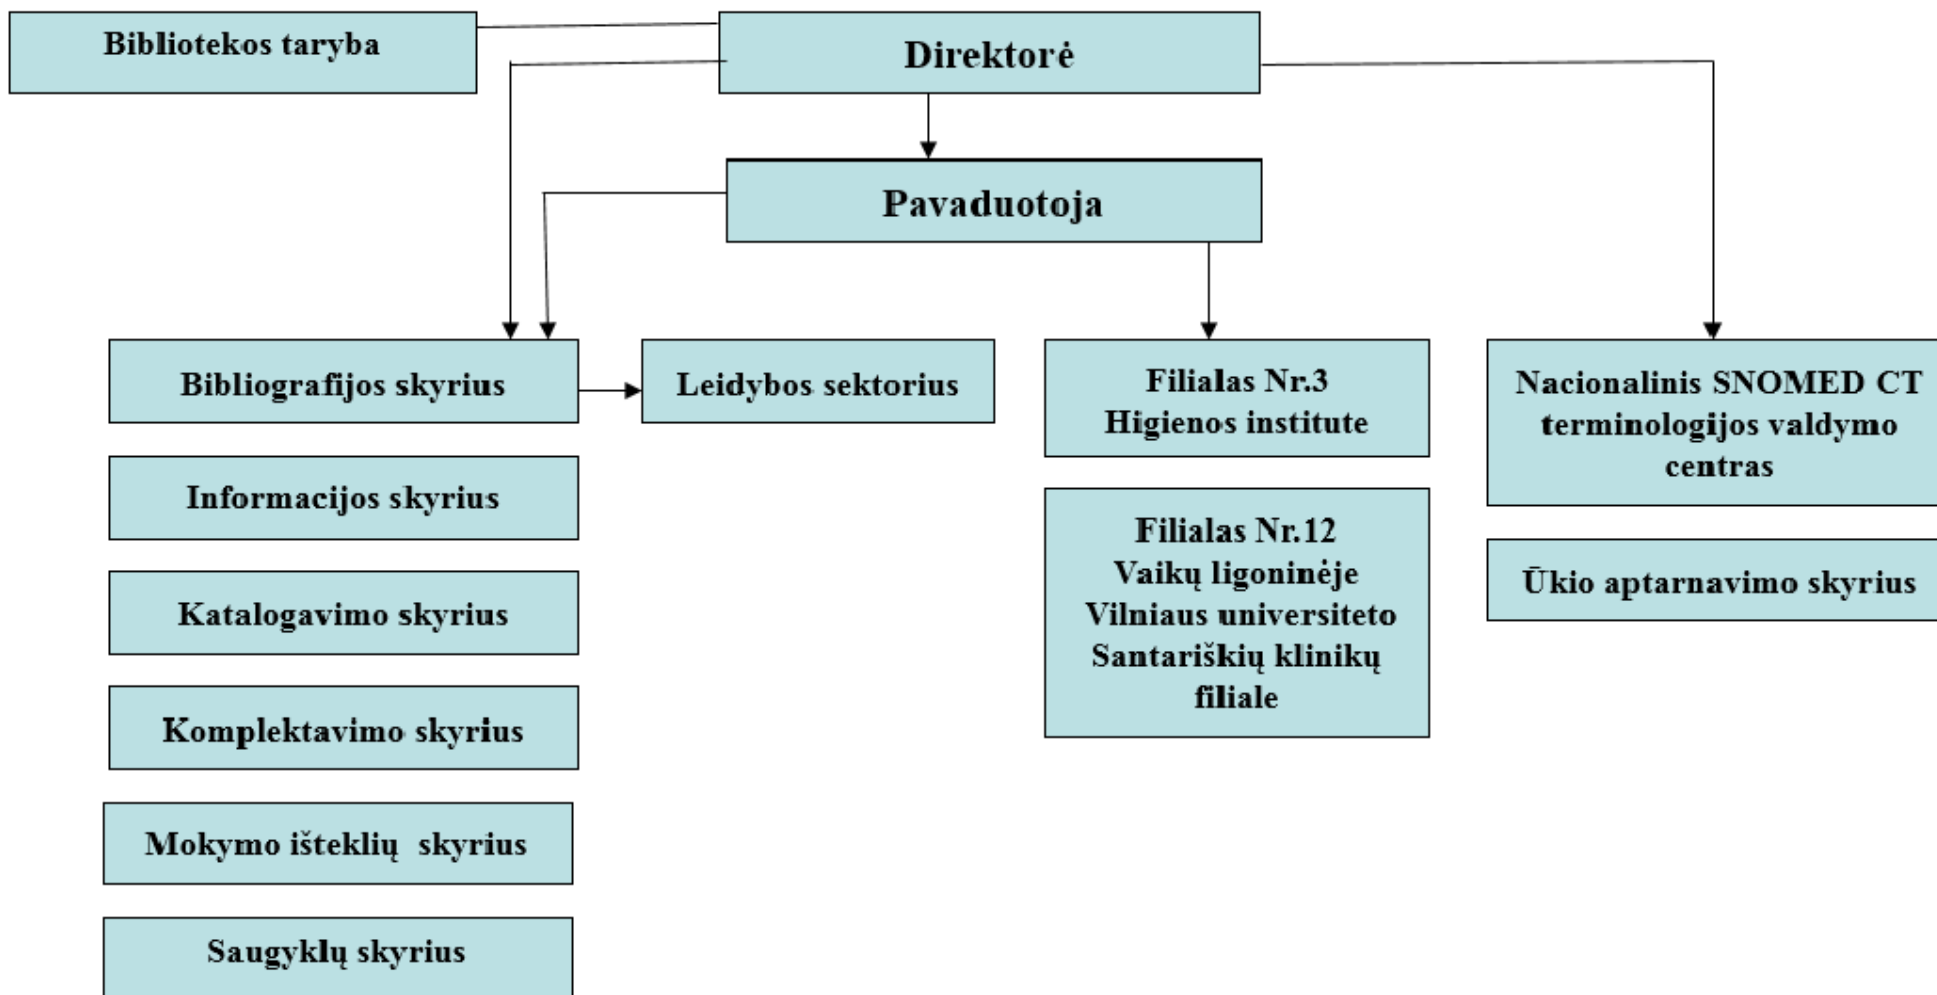 Bibliotekos taryba
Direktorė
Pavaduotoja
Bibliografijos skyrius
Leidybos sektorius
Filialas Nr.3
Higienos institute
Nacionalinis SNOMED CT
terminologijos valdymo
centras
Informacijos skyrius
Filialas Nr.12
Vaikų ligoninėje
Vilniaus universiteto
Santariškių klinikų
filiale
Ūkio aptarnavimo skyrius
Katalogavimo skyrius
Komplektavimo skyrius
Mokymo išteklių skyrius
Saugyklų skyrius